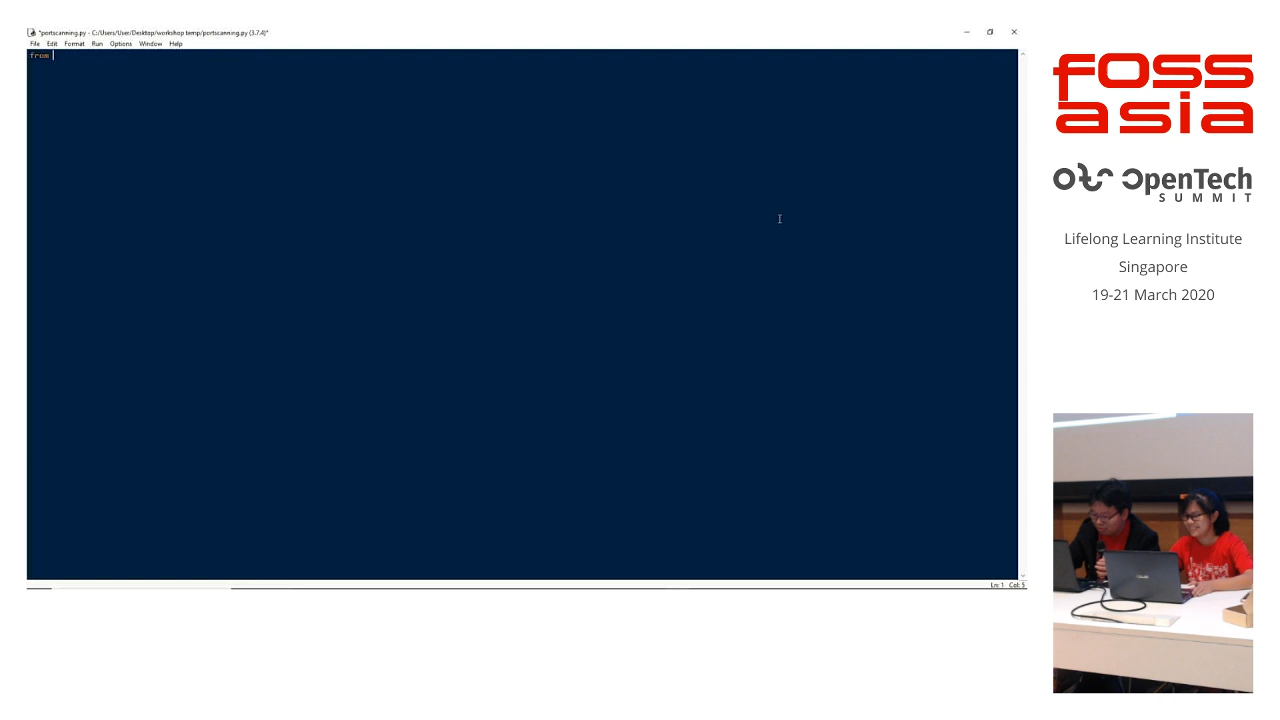 *portscanning.py - C:/Users/User/Desktop/workshop temp/portscanning.py (3.7.4)*
File Edit Format Run Options Window Help
from
Ln: 1 Col: 5
fOSS
asia
OpenTech
SUMMIT
Lifelong Learning Institute
Singapore
19-21 March 2020